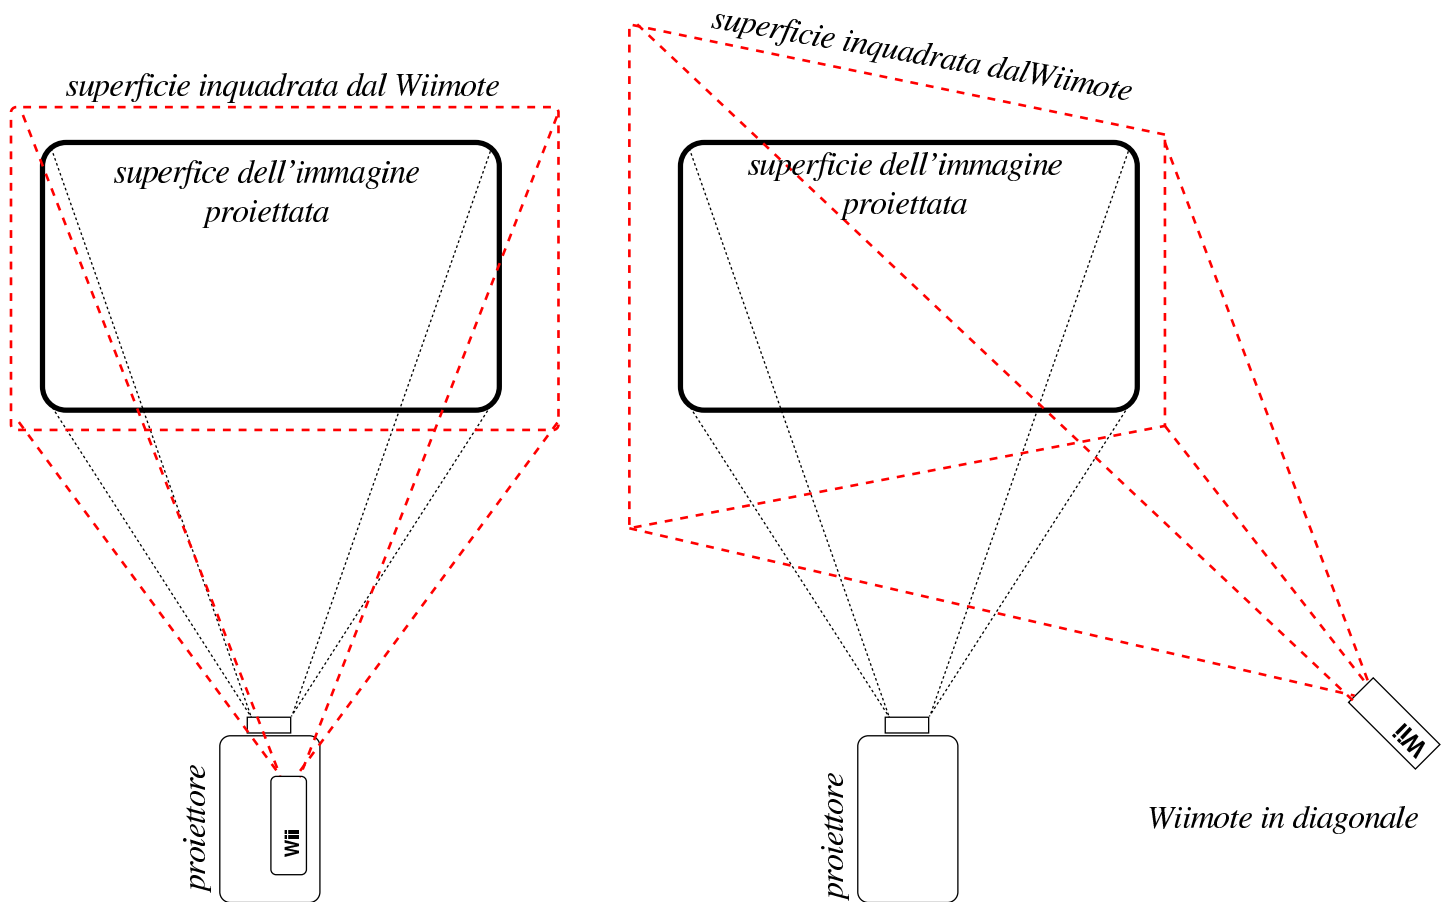 superficie inquadrata dal Wiimote
superfice dell'immagine
proiettata
proiettore
Wii
superficie inquadrata dalWiimote
superficie dell'immagine
proiettata
proiettore
Wii
Wiimote in diagonale